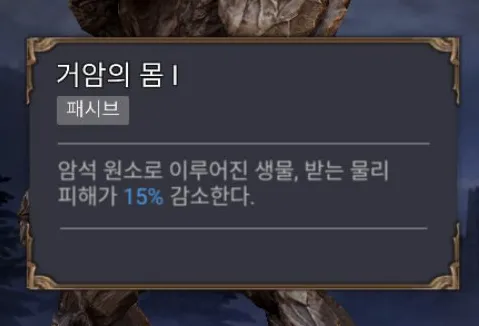 거암의 몸 I
패시브
암석 원소로 이루어진 생물, 받는 물리
피해가 15% 감소한다.